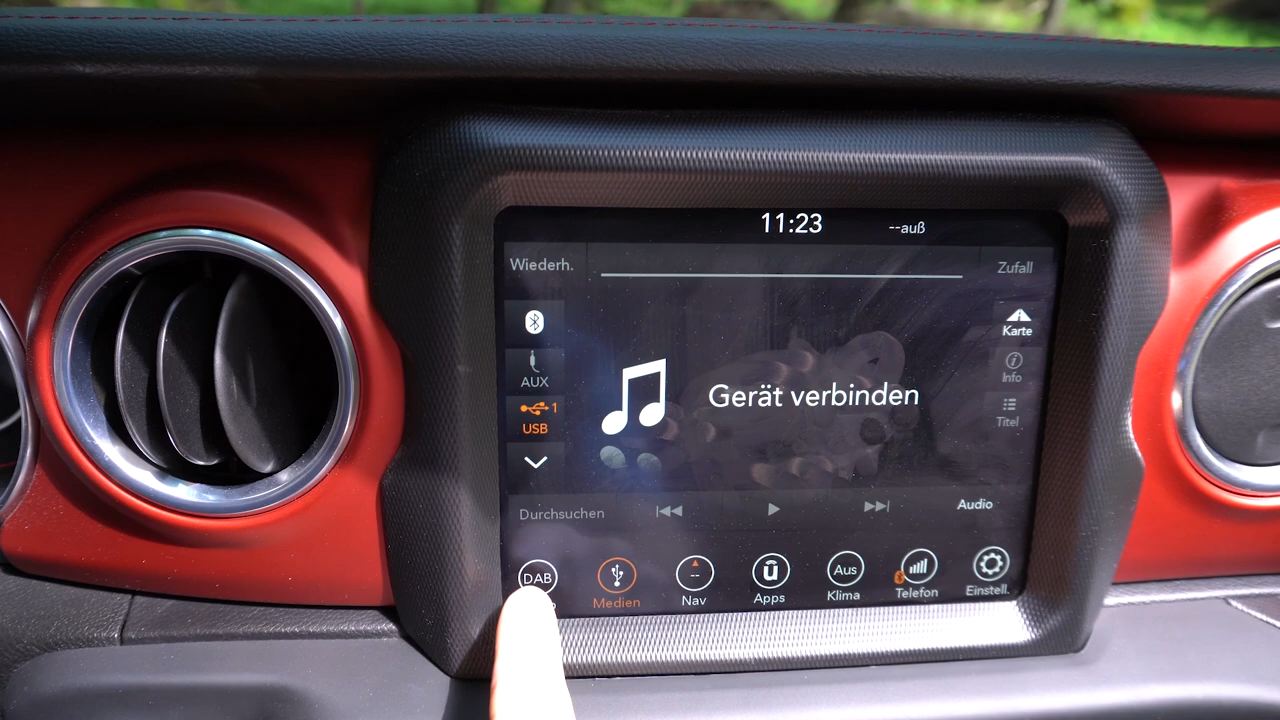 11:23 --auß
Wiederh. Zufall
Karte
AUX
Info
1
USB
Gerät verbinden
Titel
Durchsuchen Audio
DAB
Aus
--
Medien Nav Apps Klima Telefon Einstell.